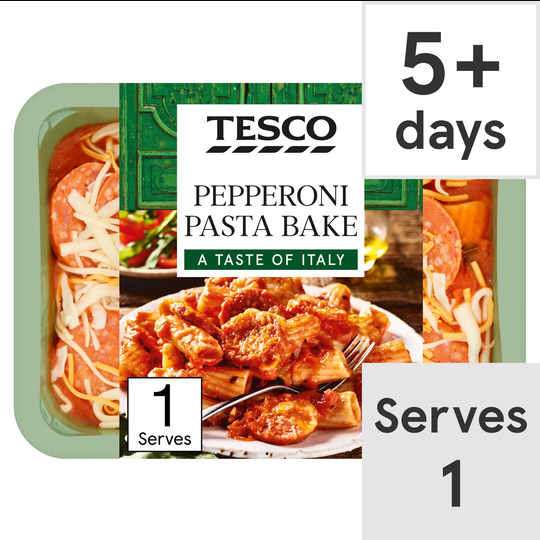 5+
days
TESCO
PEPPERONI
PASTA BAKE
A TASTE OF ITALY
1
Serves
Serves
1